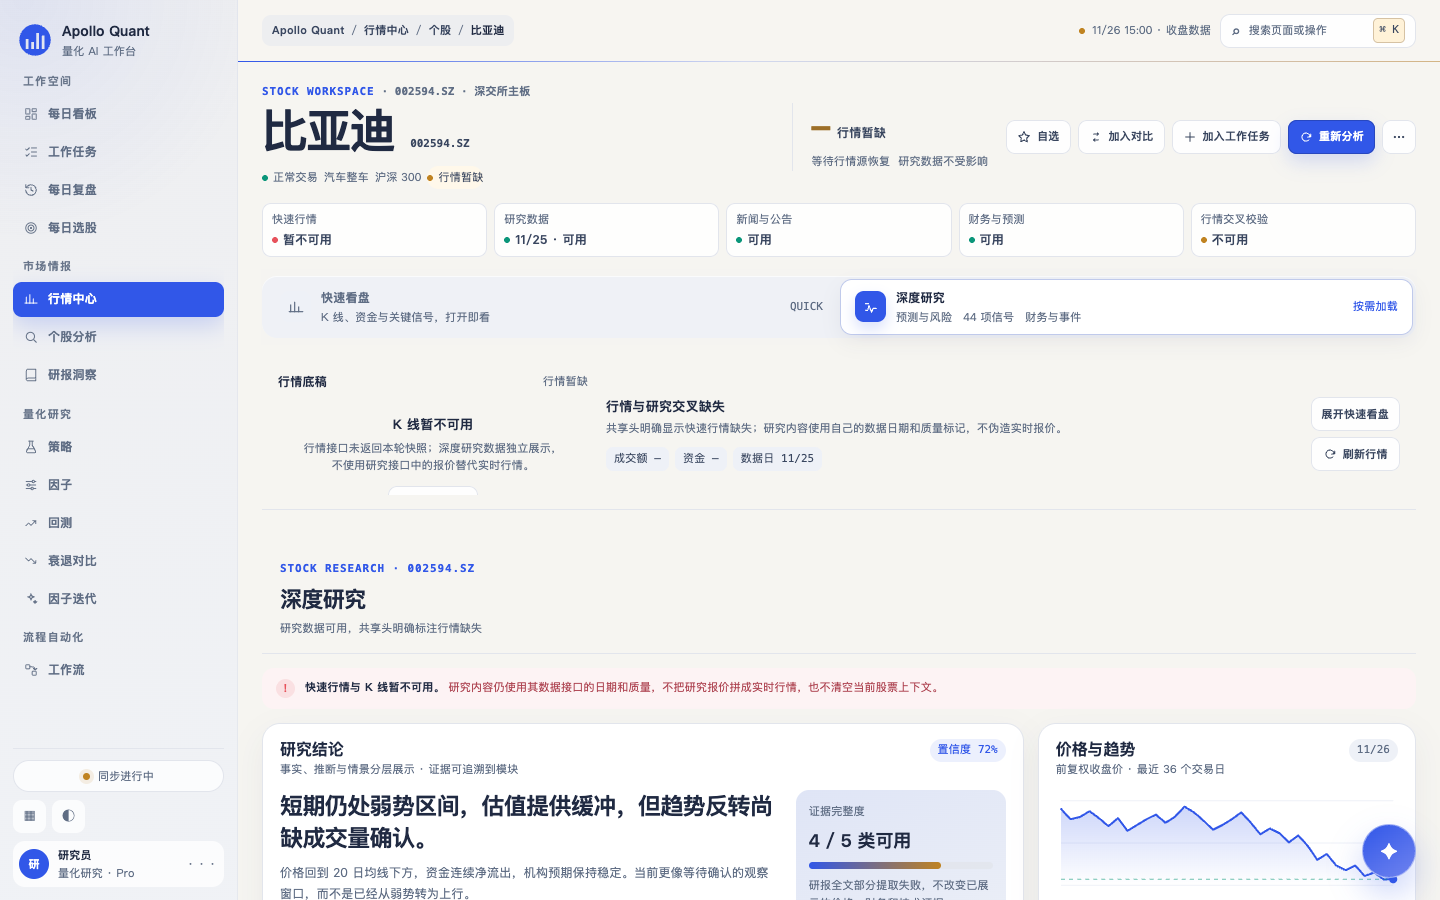 Apollo Quant
量化 AI 工作台
工作空间
每日看板
工作任务
每日复盘
每日选股
市场情报
行情中心
个股分析
研报洞察
量化研究
策略
因子
回测
衰退对比
因子迭代
流程自动化
工作流
同步进行中
研
研究员
量化研究 · Pro
Apollo Quant / 行情中心 / 个股 / 比亚迪
11/26 15:00 · 收盘数据
搜索页面或操作
⌘ K
STOCK WORKSPACE · 002594.SZ · 深交所主板
比亚迪 002594.SZ
正常交易 汽车整车 沪深 300 行情暂缺
行情暂缺
等待行情源恢复 研究数据不受影响
自选
加入对比
加入工作任务
重新分析
快速行情
暂不可用
研究数据
11/25 · 可用
新闻与公告
可用
财务与预测
可用
行情交叉校验
不可用
快速看盘
K 线、资金与关键信号，打开即看
QUICK
深度研究
预测与风险 44 项信号 财务与事件
按需加载
行情底稿
行情暂缺
K 线暂不可用
行情接口未返回本轮快照；深度研究数据独立展示，
不使用研究接口中的报价替代实时行情。
行情与研究交叉缺失
共享头明确显示快速行情缺失；研究内容使用自己的数据日期和质量标记，不伪造实时报价。
成交额 —
资金 —
数据日 11/25
展开快速看盘
刷新行情
STOCK RESEARCH · 002594.SZ
深度研究
研究数据可用，共享头明确标注行情缺失
! 快速行情与 K 线暂不可用。 研究内容仍使用其数据接口的日期和质量，不把研究报价拼成实时行情，也不清空当前股票上下文。
研究结论
事实、推断与情景分层展示 · 证据可追溯到模块
置信度 72%
短期仍处弱势区间，估值提供缓冲，但趋势反转尚
缺成交量确认。
价格回到 20 日均线下方，资金连续净流出，机构预期保持稳定。当前更像等待确认的观察
窗口，而不是已经从弱势转为上行。
证据完整度
4 / 5 类可用
研报全文部分提取失败，不改变已展
价格与趋势
前复权收盘价 · 最近 36 个交易日
11/26